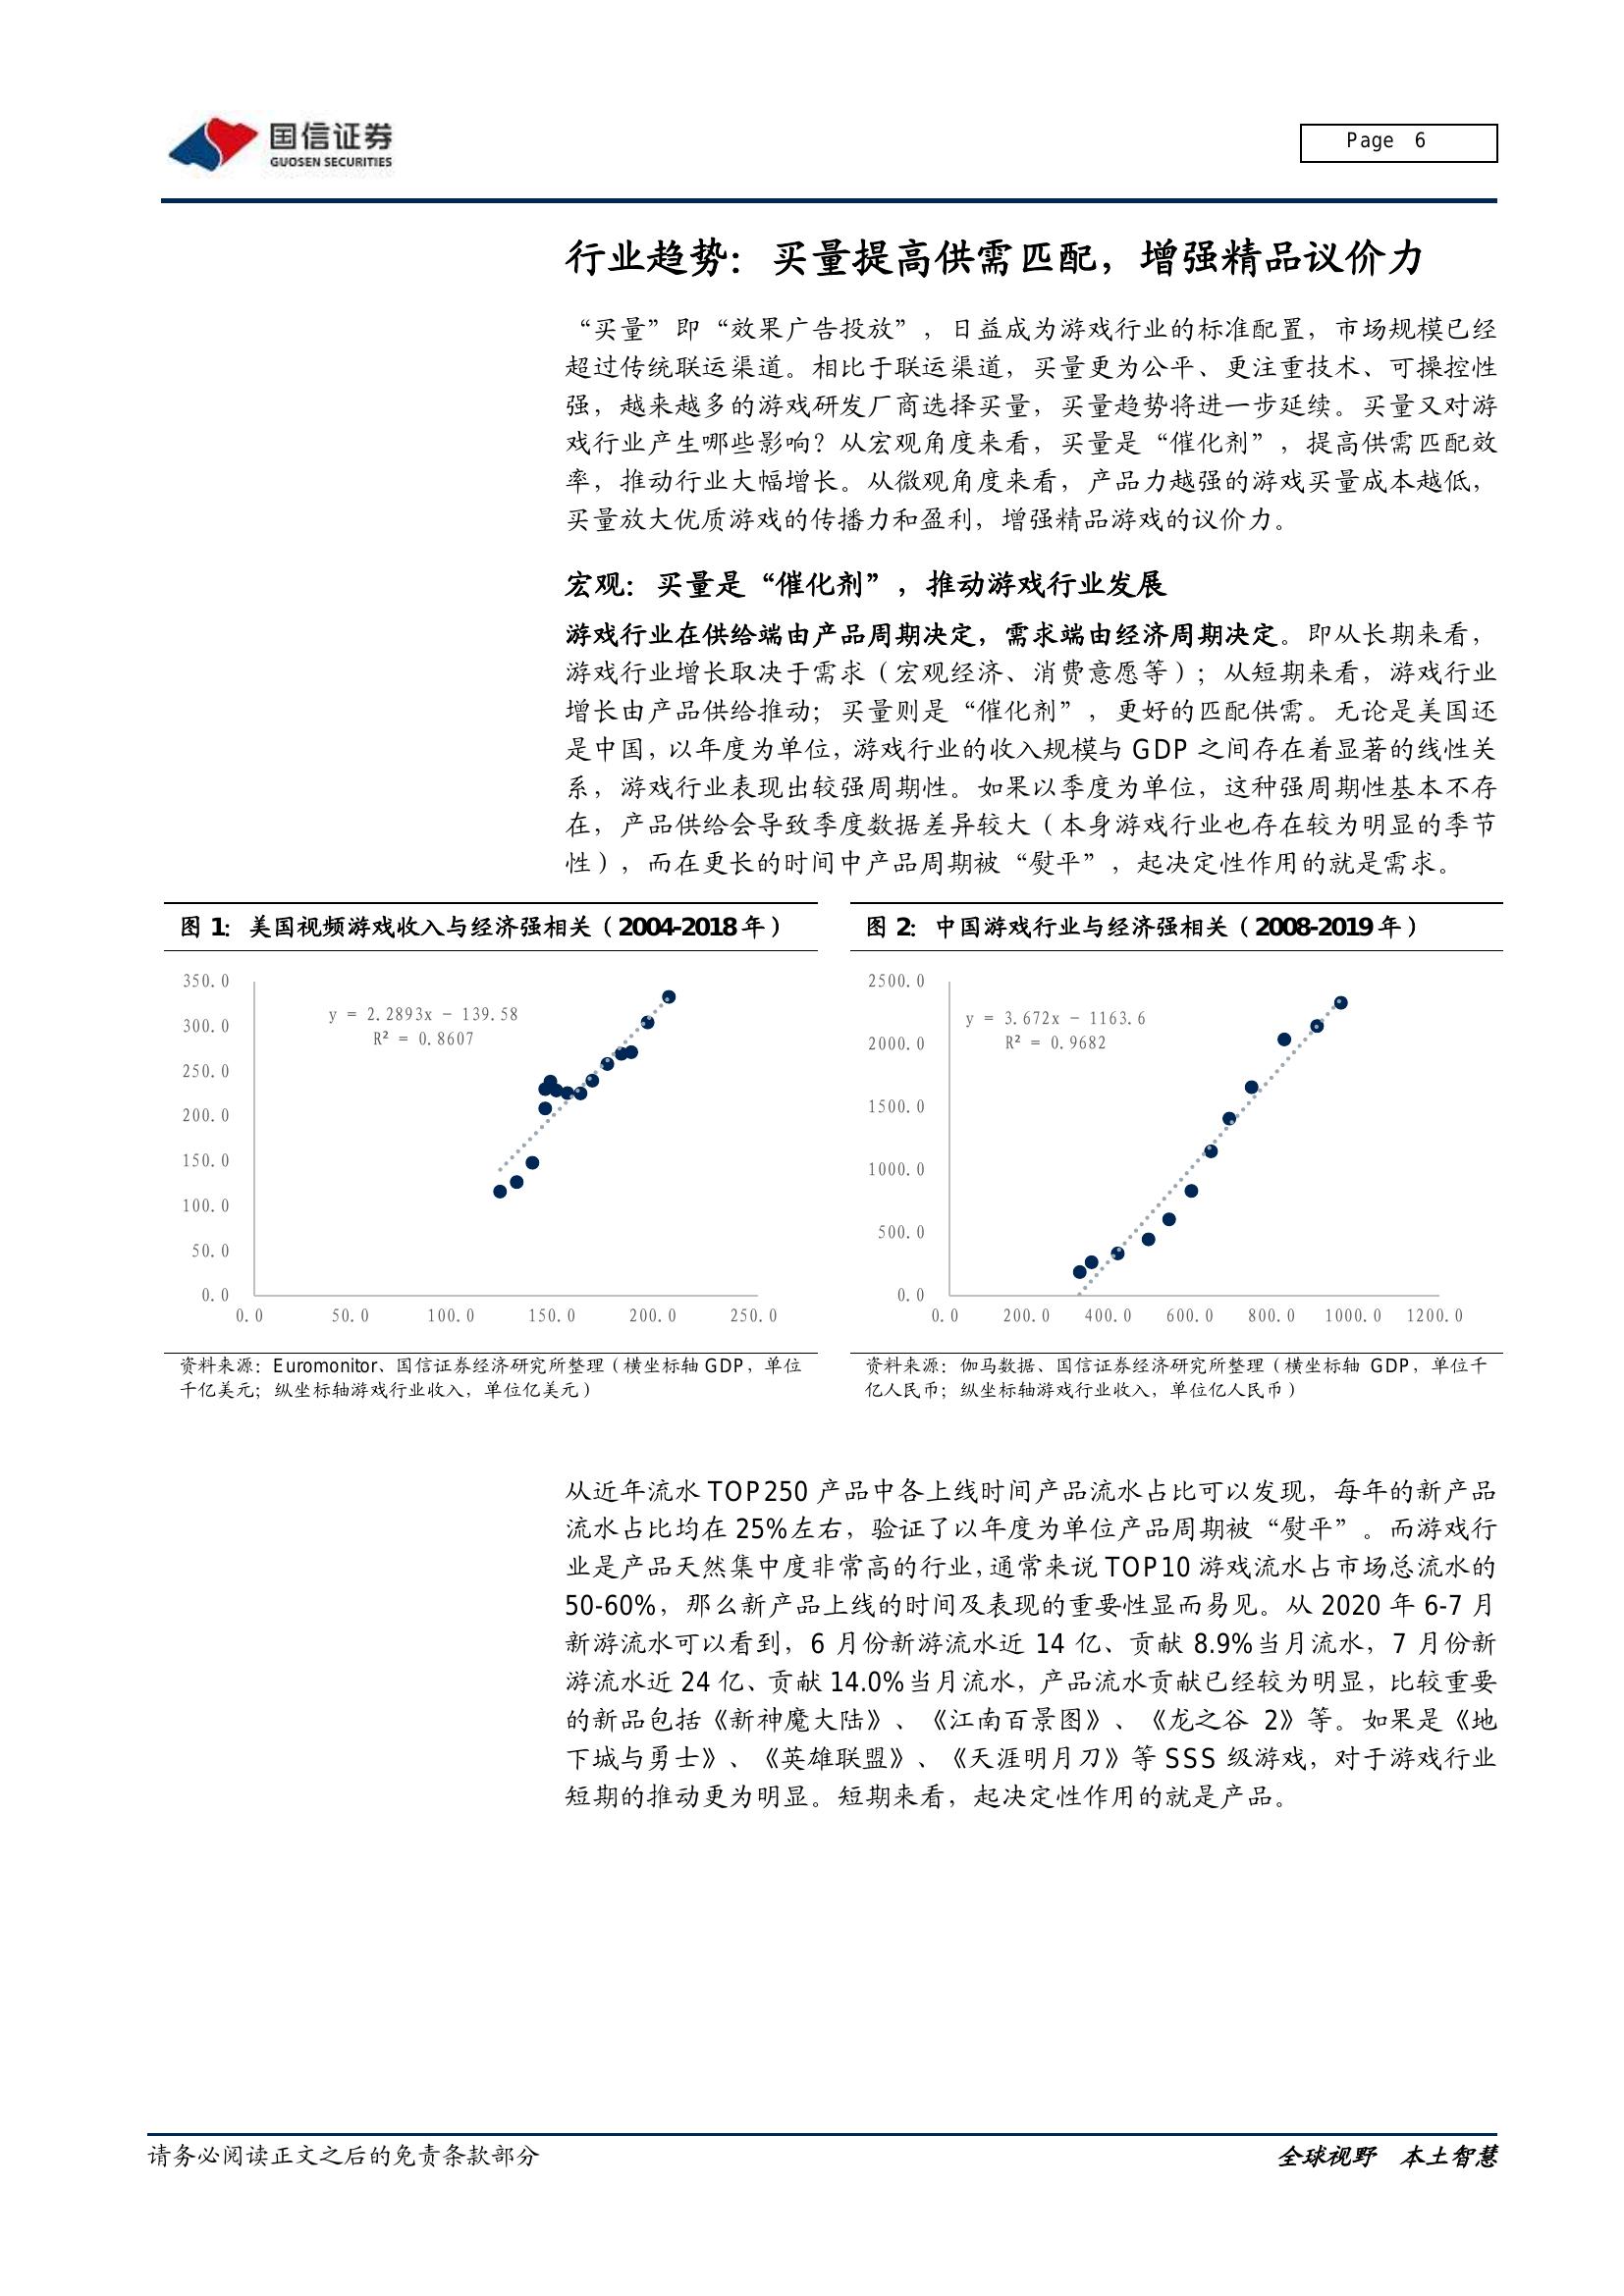 国信证券
GUOSEN SECURITIES
Page 6
行业趋势：买量提高供需匹配，增强精品议价力
“买量”即“效果广告投放”，日益成为游戏行业的标准配置，市场规模已经
超过传统联运渠道。相比于联运渠道，买量更为公平、更注重技术、可操控性
强，越来越多的游戏研发厂商选择买量，买量趋势将进一步延续。买量又对游
戏行业产生哪些影响？从宏观角度来看，买量是“催化剂”，提高供需匹配效
率，推动行业大幅增长。从微观角度来看，产品力越强的游戏买量成本越低，
买量放大优质游戏的传播力和盈利，增强精品游戏的议价力。
宏观：买量是“催化剂”，推动游戏行业发展
游戏行业在供给端由产品周期决定，需求端由经济周期决定。即从长期来看，
游戏行业增长取决于需求（宏观经济、消费意愿等）；从短期来看，游戏行业
增长由产品供给推动；买量则是“催化剂”，更好的匹配供需。无论是美国还
是中国，以年度为单位，游戏行业的收入规模与 GDP 之间存在着显著的线性关
系，游戏行业表现出较强周期性。如果以季度为单位，这种强周期性基本不存
在，产品供给会导致季度数据差异较大（本身游戏行业也存在较为明显的季节
性），而在更长的时间中产品周期被“熨平”，起决定性作用的就是需求。
图 1：美国视频游戏收入与经济强相关（2004-2018 年）
350.0
300.0
250.0
200.0
150.0
100.0
50.0
0.0
y = 2.2893x - 139.58
R² = 0.8607
0.0 50.0 100.0 150.0 200.0 250.0
资料来源：Euromonitor、国信证券经济研究所整理（横坐标轴 GDP，单位
千亿美元；纵坐标轴游戏行业收入，单位亿美元）
图 2：中国游戏行业与经济强相关（2008-2019 年）
2500.0
2000.0
1500.0
1000.0
500.0
0.0
y = 3.672x - 1163.6
R² = 0.9682
0.0 200.0 400.0 600.0 800.0 1000.0 1200.0
资料来源：伽马数据、国信证券经济研究所整理（横坐标轴 GDP，单位千
亿人民币；纵坐标轴游戏行业收入，单位亿人民币）
从近年流水 TOP250 产品中各上线时间产品流水占比可以发现，每年的新产品
流水占比均在 25%左右，验证了以年度为单位产品周期被“熨平”。而游戏行
业是产品天然集中度非常高的行业，通常来说 TOP10 游戏流水占市场总流水的
50-60%，那么新产品上线的时间及表现的重要性显而易见。从 2020 年 6-7 月
新游流水可以看到，6 月份新游流水近 14 亿、贡献 8.9%当月流水，7 月份新
游流水近 24 亿、贡献 14.0%当月流水，产品流水贡献已经较为明显，比较重要
的新品包括《新神魔大陆》、《江南百景图》、《龙之谷 2》等。如果是《地
下城与勇士》、《英雄联盟》、《天涯明月刀》等 SSS 级游戏，对于游戏行业
短期的推动更为明显。短期来看，起决定性作用的就是产品。
请务必阅读正文之后的免责条款部分
全球视野 本土智慧